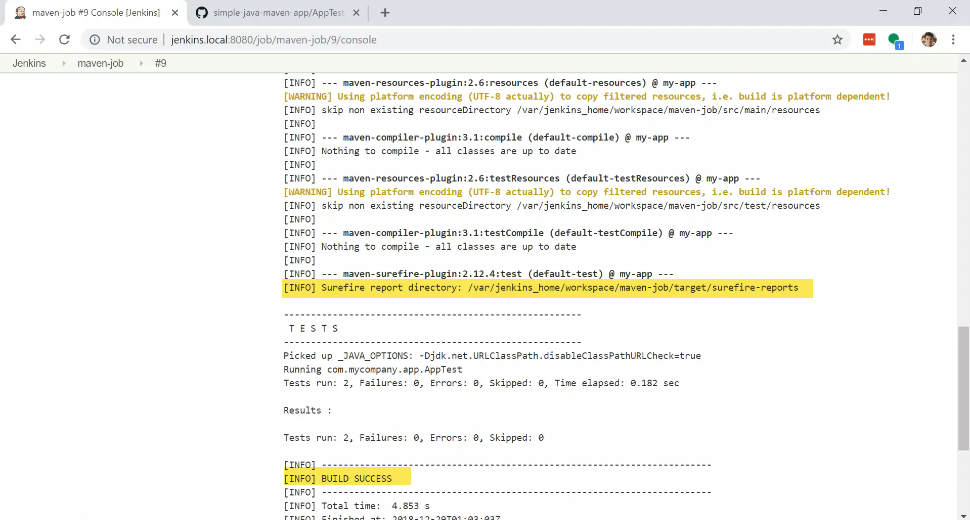 maven-job #9 Console [Jenkins]
simple-java-maven-app/AppTest.
Not secure | jenkins.local:8080/job/maven-job/9/console
1
Jenkins maven-job #9
[INFO] --- maven-resources-plugin:2.6:resources (default-resources) @ my-app ---
[WARNING] Using platform encoding (UTF-8 actually) to copy filtered resources, i.e. build is platform dependent!
[INFO] skip non existing resourceDirectory /var/jenkins_home/workspace/maven-job/src/main/resources
[INFO]
[INFO] --- maven-compiler-plugin:3.1:compile (default-compile) @ my-app ---
[INFO] Nothing to compile - all classes are up to date
[INFO]
[INFO] --- maven-resources-plugin:2.6:testResources (default-testResources) @ my-app ---
[WARNING] Using platform encoding (UTF-8 actually) to copy filtered resources, i.e. build is platform dependent!
[INFO] skip non existing resourceDirectory /var/jenkins_home/workspace/maven-job/src/test/resources
[INFO]
[INFO] --- maven-compiler-plugin:3.1:testCompile (default-testCompile) @ my-app ---
[INFO] Nothing to compile - all classes are up to date
[INFO]
[INFO] --- maven-surefire-plugin:2.12.4:test (default-test) @ my-app ---
[INFO] Surefire report directory: /var/jenkins_home/workspace/maven-job/target/surefire-reports
-------------------------------------------------------
T E S T S
-------------------------------------------------------
Picked up _JAVA_OPTIONS: -Djdk.net.URLClassPath.disableClassPathURLCheck=true
Running com.mycompany.app.AppTest
Tests run: 2, Failures: 0, Errors: 0, Skipped: 0, Time elapsed: 0.182 sec
Results :
Tests run: 2, Failures: 0, Errors: 0, Skipped: 0
[INFO] ------------------------------------------------------------------------
[INFO] BUILD SUCCESS
[INFO] ------------------------------------------------------------------------
[INFO] Total time:  4.853 s
[INFO] Finished at: 2018-12-29T01:03:03Z